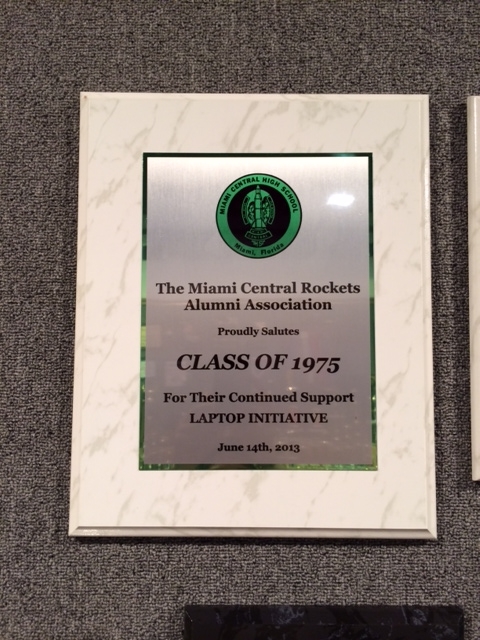 MIAMI CENTRAL HIGH SCHOOL
Miami, Florida
The Miami Central Rockets
Alumni Association
Proudly Salutes
CLASS OF 1975
For Their Continued Support
LAPTOP INITIATIVE
June 14th, 2013